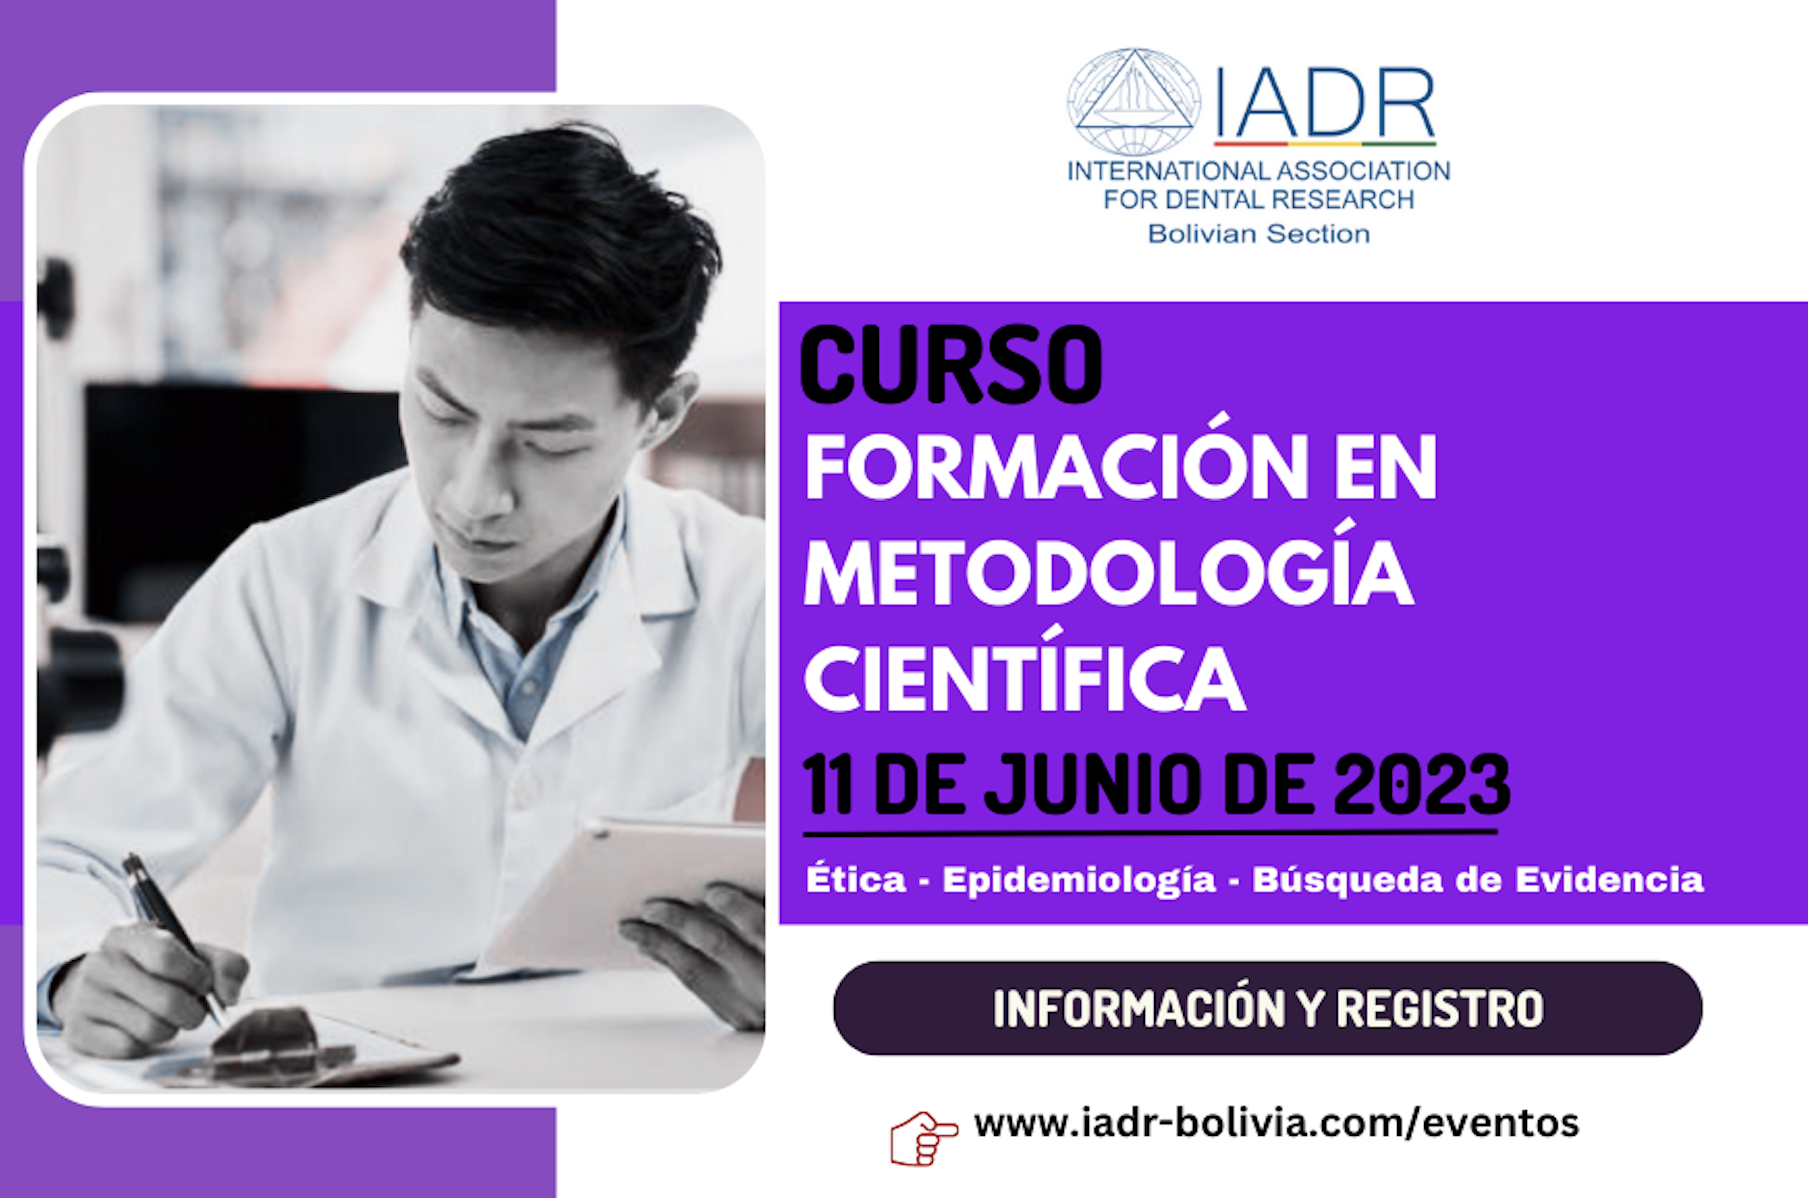 IADR
INTERNATIONAL ASSOCIATION
FOR DENTAL RESEARCH
Bolivian Section
CURSO
FORMACIÓN EN
METODOLOGÍA
CIENTÍFICA
11 DE JUNIO DE 2023
Ética - Epidemiología - Búsqueda de Evidencia
INFORMACIÓN Y REGISTRO
www.iadr-bolivia.com/eventos